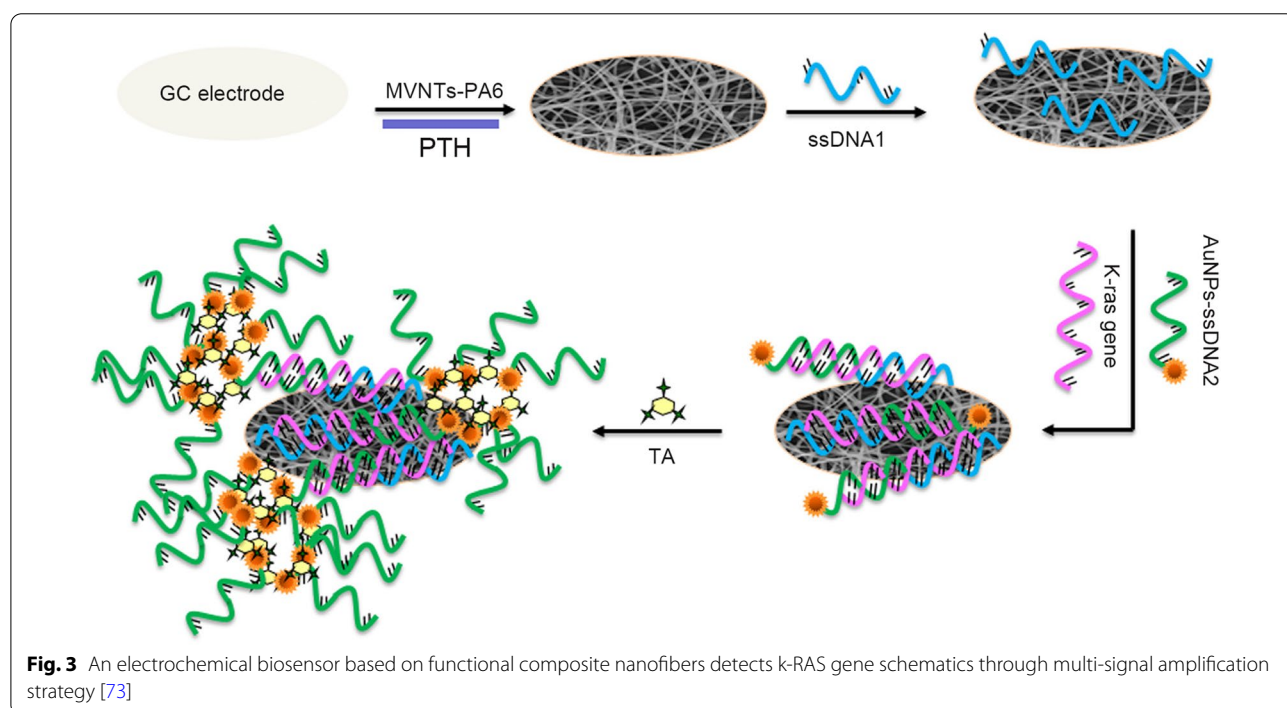 GC electrode
MVNTs-PA6
PTH
ssDNA1
K-ras gene
AuNPs-ssDNA2
TA
Fig. 3 An electrochemical biosensor based on functional composite nanofibers detects k-RAS gene schematics through multi-signal amplification
strategy [73]